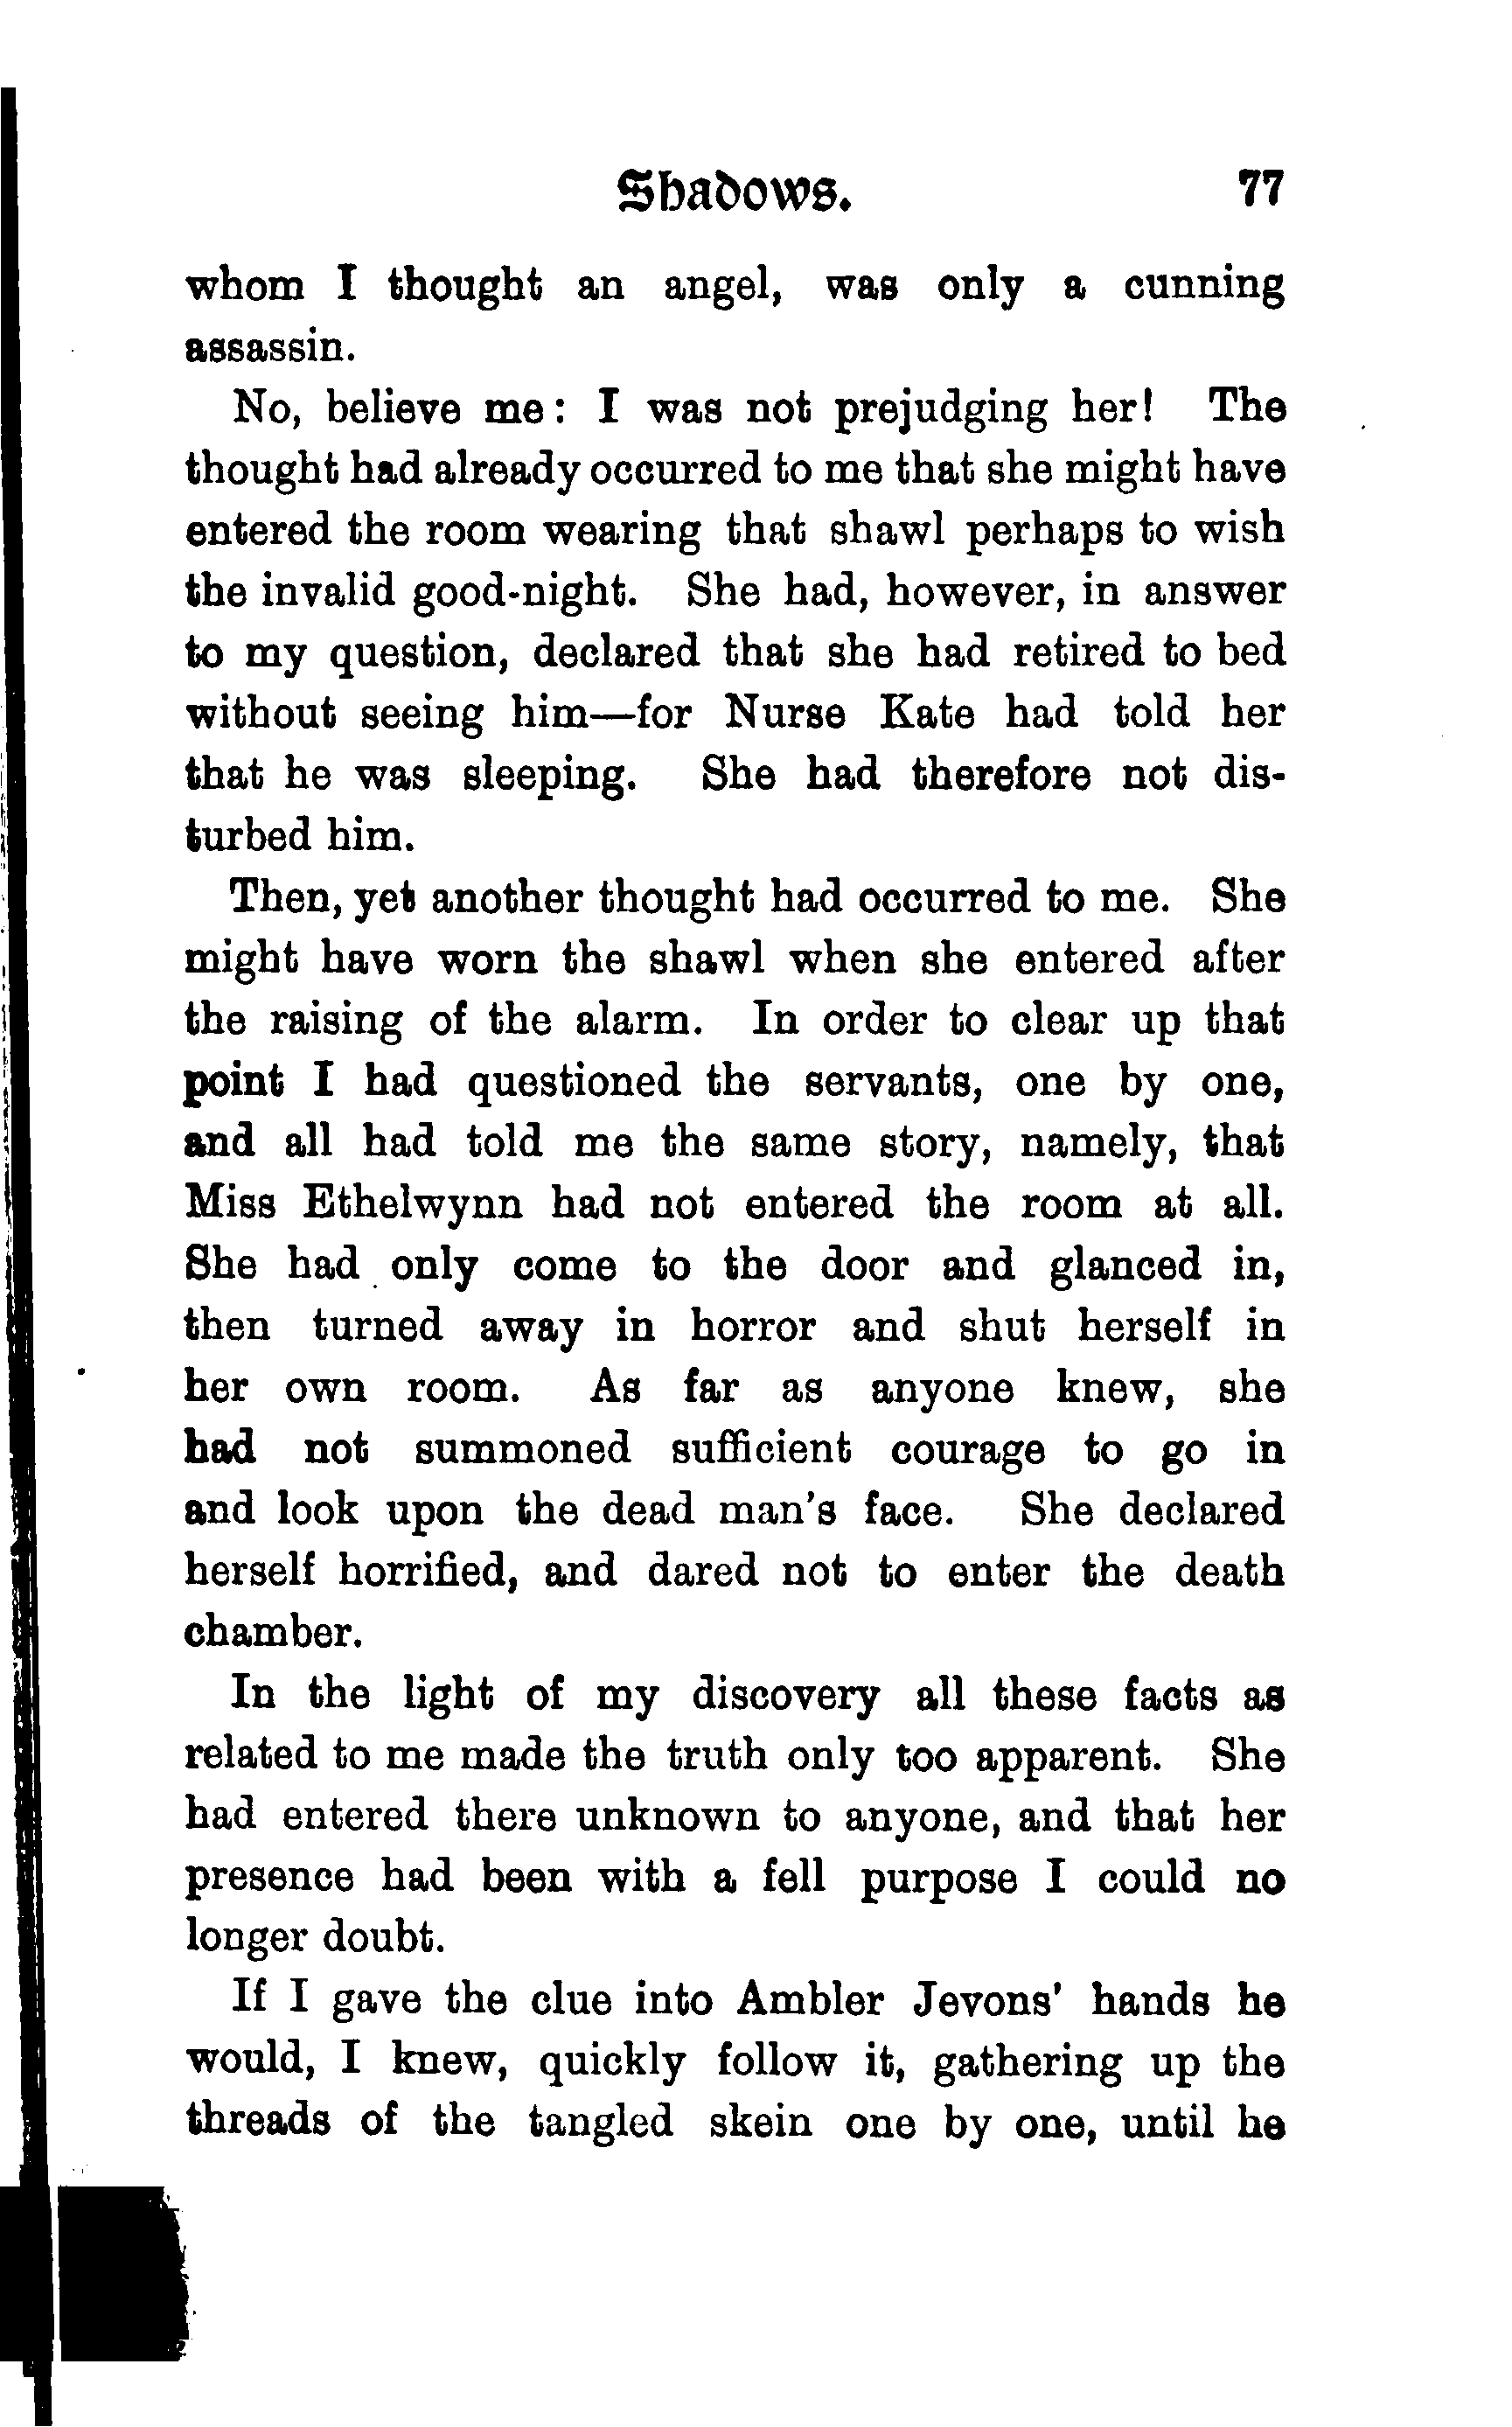 Shadows. 77
whom I thought an angel, was only a cunning
assassin.
No, believe me: I was not prejudging her! The
thought had already occurred to me that she might have
entered the room wearing that shawl perhaps to wish
the invalid good-night. She had, however, in answer
to my question, declared that she had retired to bed
without seeing him—for Nurse Kate had told her
that he was sleeping. She had therefore not dis-
turbed him.
Then, yet another thought had occurred to me. She
might have worn the shawl when she entered after
the raising of the alarm. In order to clear up that
point I had questioned the servants, one by one,
and all had told me the same story, namely, that
Miss Ethelwynn had not entered the room at all.
She had only come to the door and glanced in,
then turned away in horror and shut herself in
her own room. As far as anyone knew, she
had not summoned sufficient courage to go in
and look upon the dead man's face. She declared
herself horrified, and dared not to enter the death
chamber.
In the light of my discovery all these facts as
related to me made the truth only too apparent. She
had entered there unknown to anyone, and that her
presence had been with a fell purpose I could no
longer doubt.
If I gave the clue into Ambler Jevons' hands he
would, I knew, quickly follow it, gathering up the
threads of the tangled skein one by one, until he